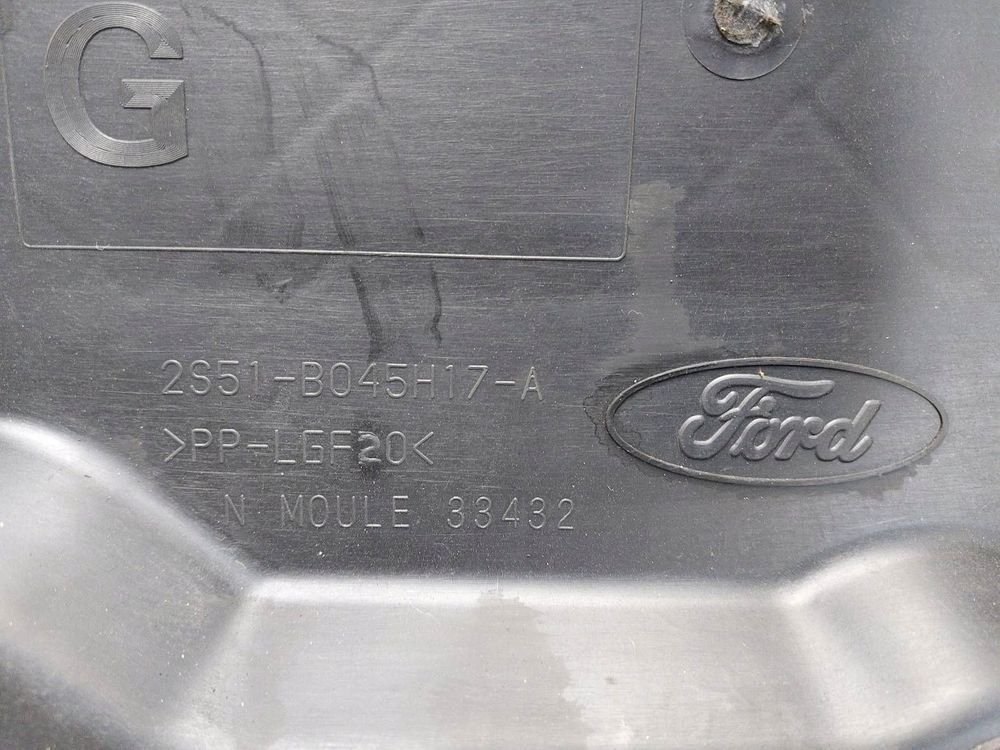 G
2S51-B045H17-A
>PP-LGF20<
N MOULE 33432
Ford